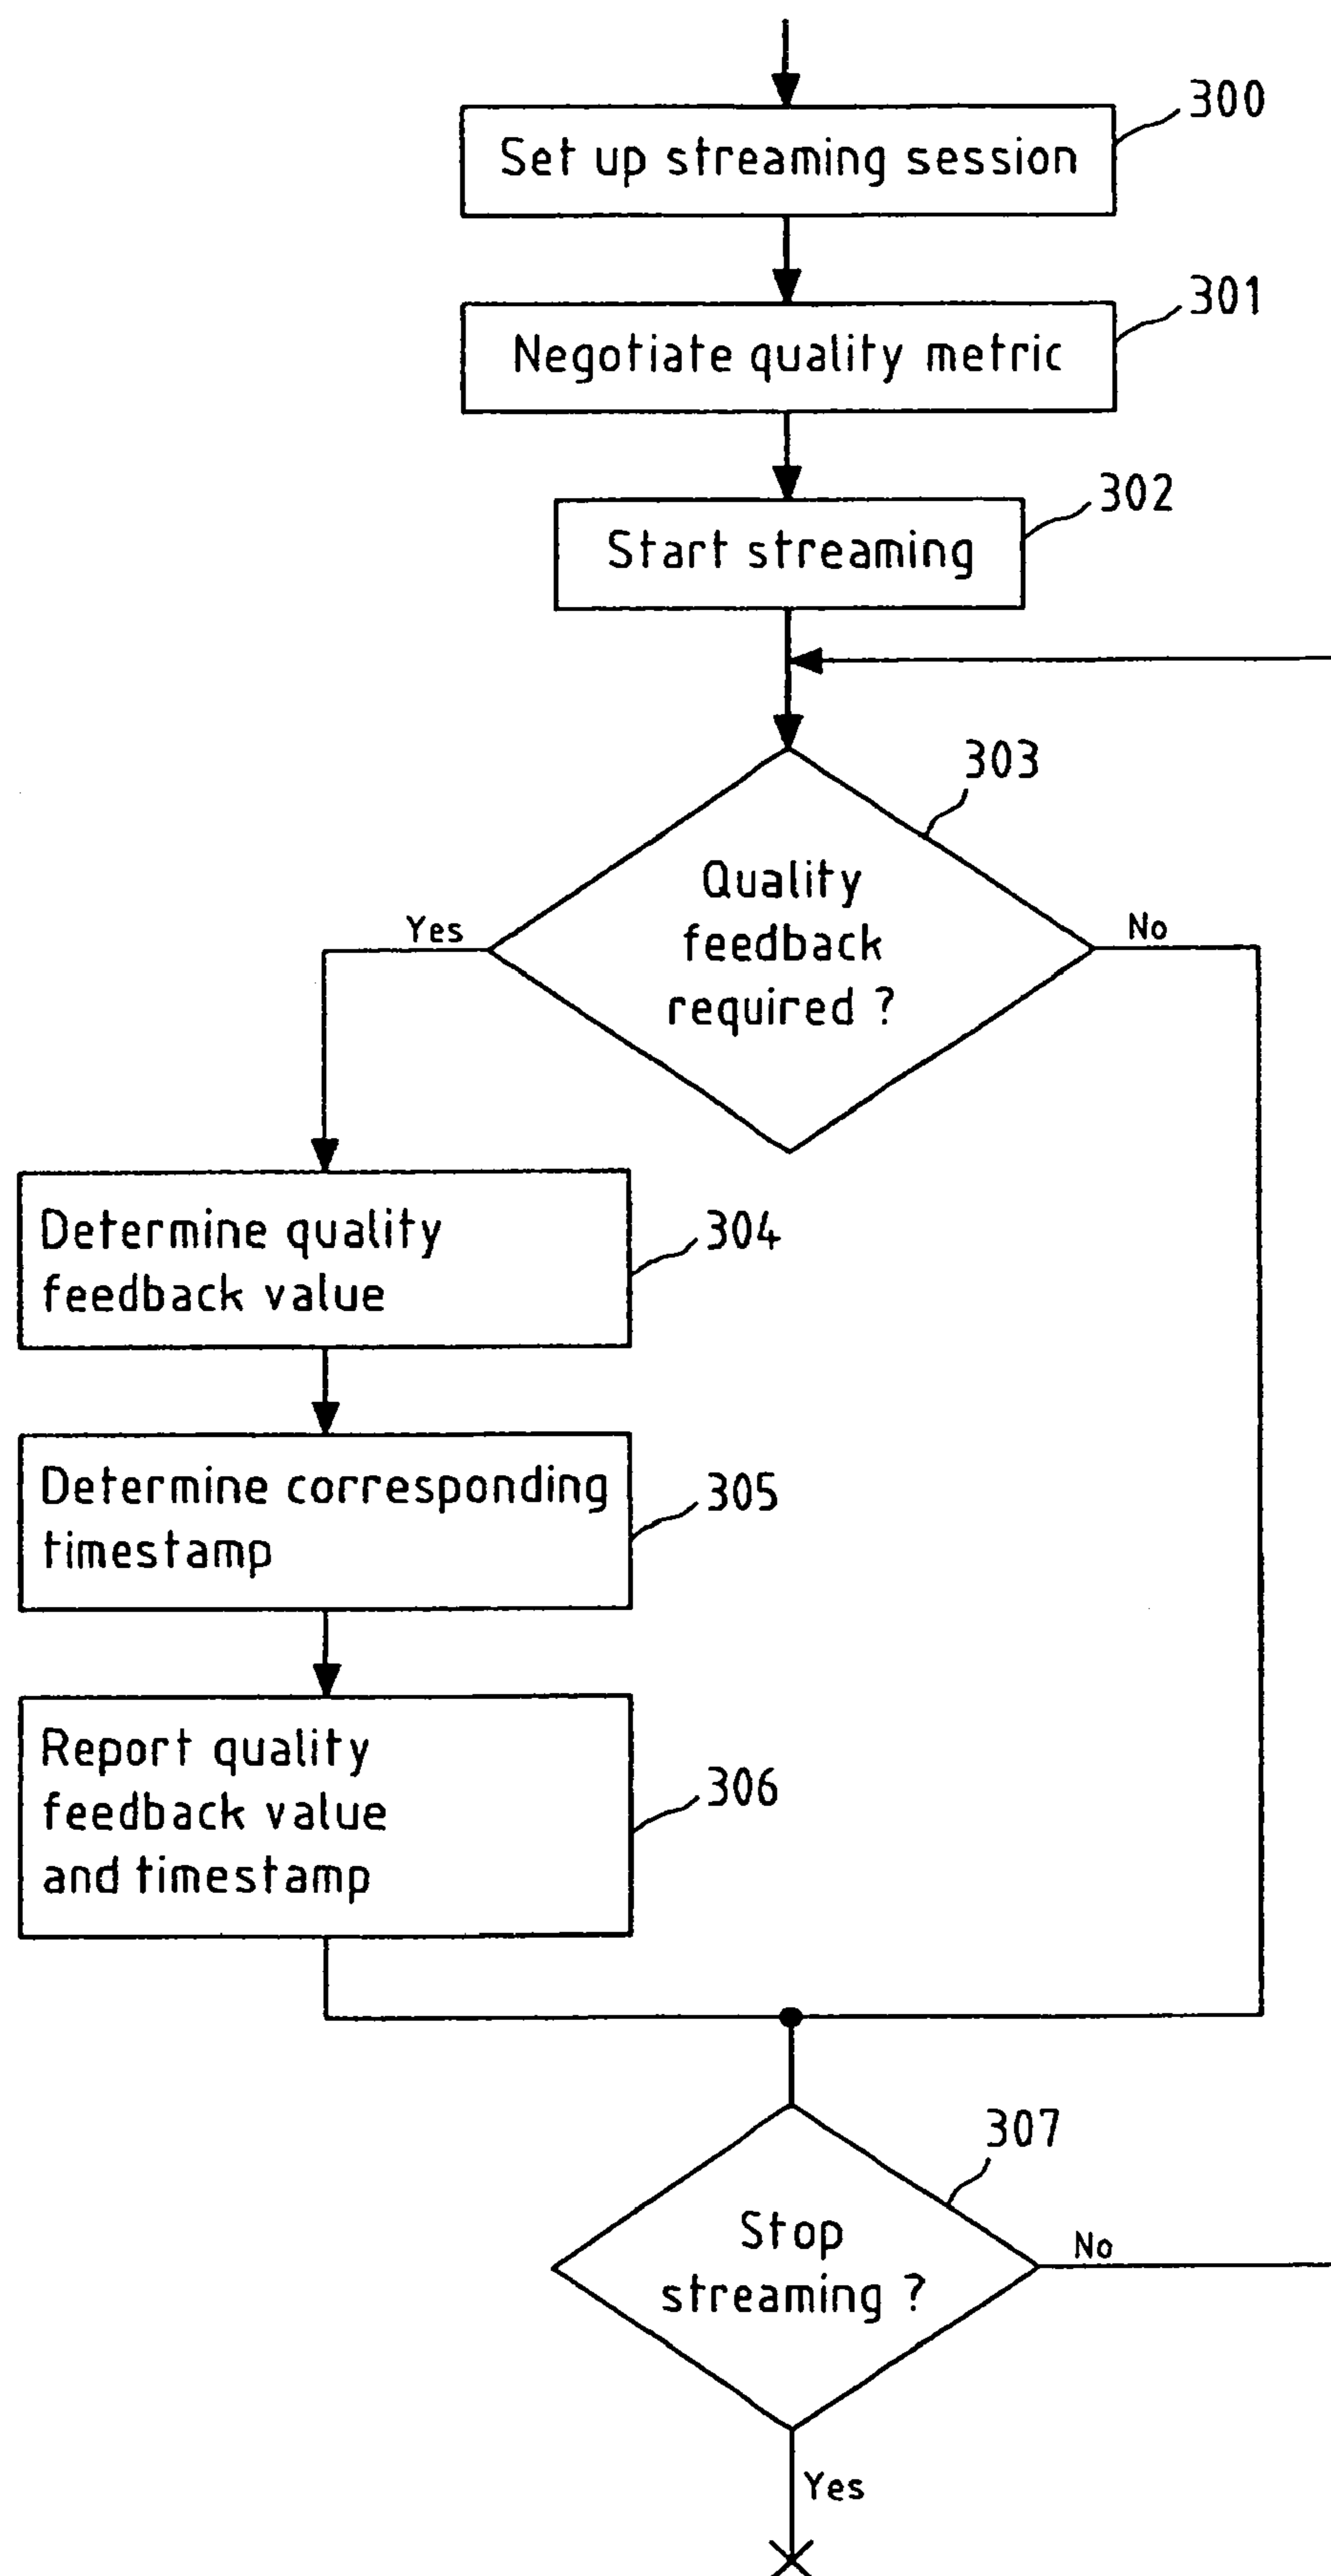 300
Set up streaming session
301
Negotiate quality metric
302
Start streaming
303
Quality
feedback
required ?
Yes
No
Determine quality
feedback value
304
Determine corresponding
timestamp
305
Report quality
feedback value
and timestamp
306
307
Stop
streaming ?
No
Yes